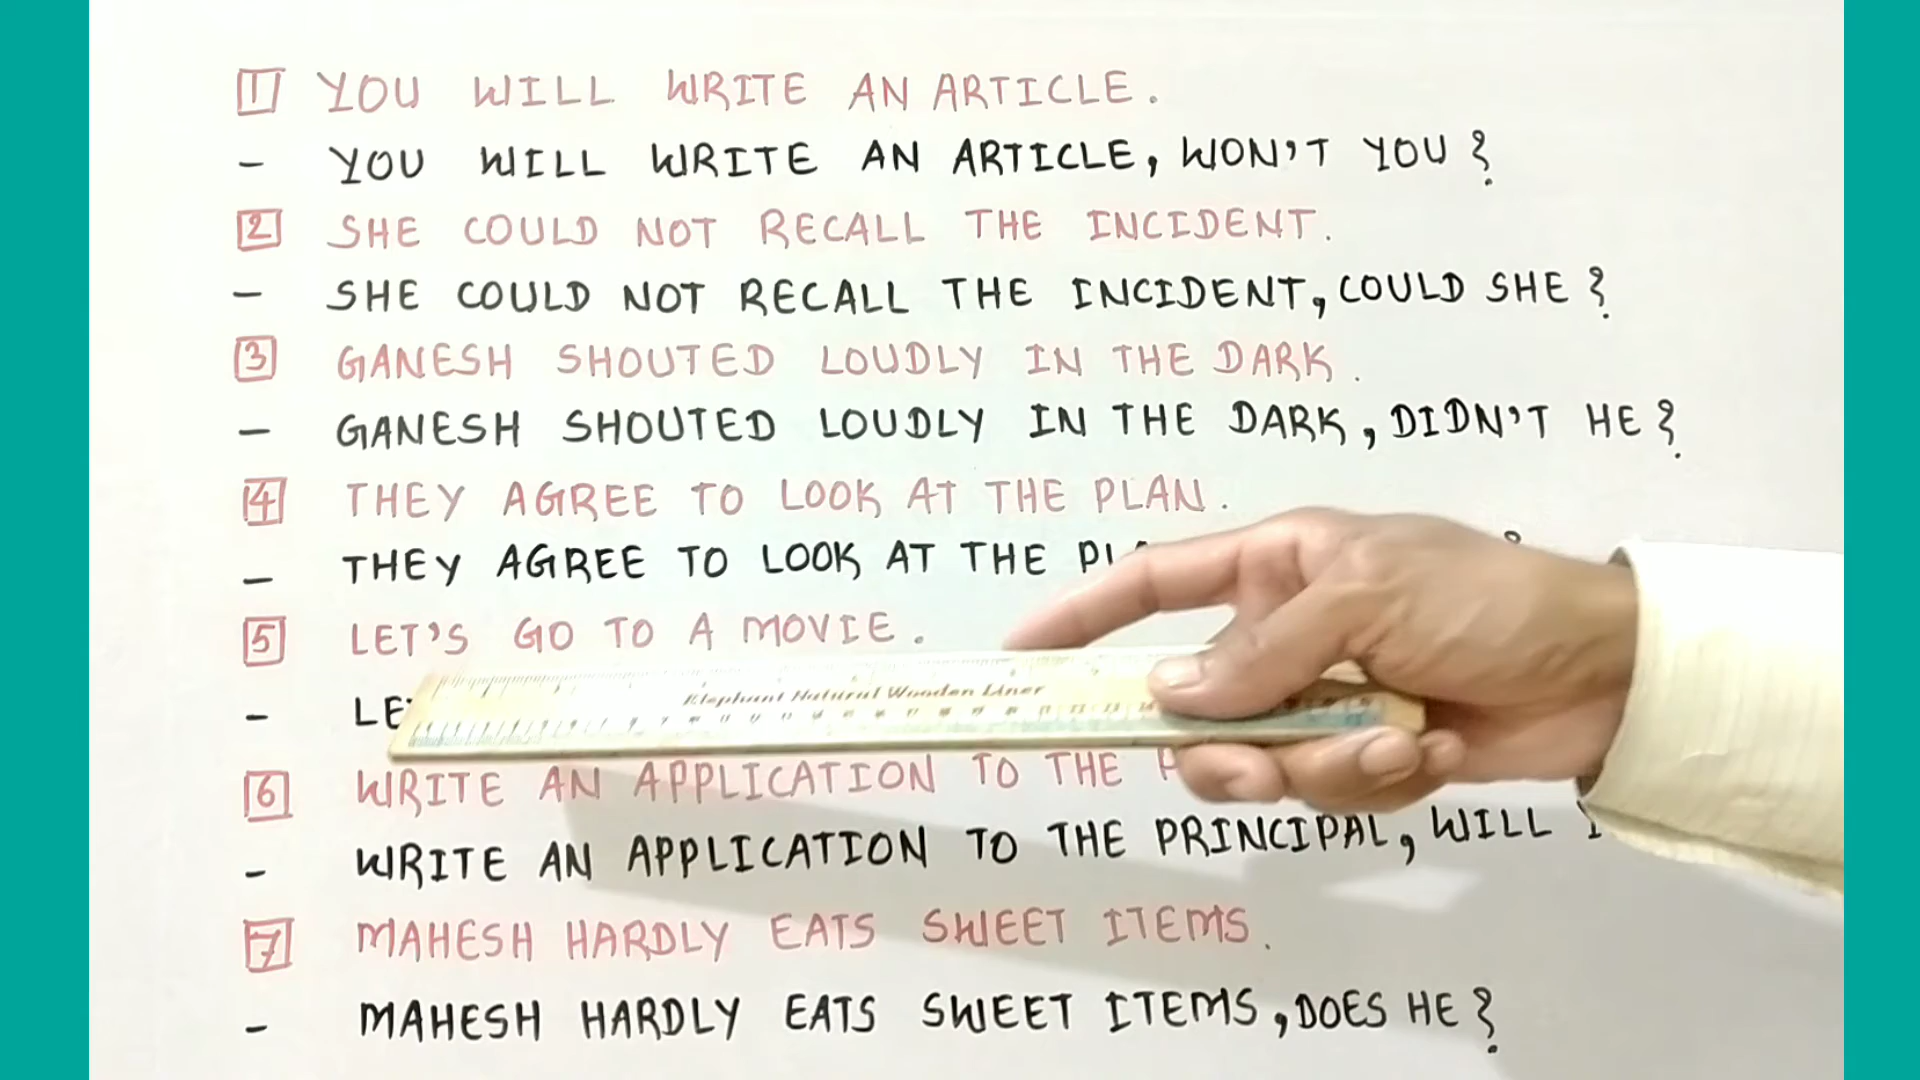 1 YOU WILL WRITE AN ARTICLE.
- YOU WILL WRITE AN ARTICLE, WON'T YOU?
2 SHE COULD NOT RECALL THE INCIDENT.
- SHE COULD NOT RECALL THE INCIDENT, COULD SHE?
3 GANESH SHOUTED LOUDLY IN THE DARK.
- GANESH SHOUTED LOUDLY IN THE DARK, DIDN'T HE?
4 THEY AGREE TO LOOK AT THE PLAN.
- THEY AGREE TO LOOK AT THE
5 LET'S GO TO A MOVIE.
-
Elephant Natural Wooden Liner
6 WRITE AN APPLICATION TO THE
- WRITE AN APPLICATION TO THE PRINCIPAL, WILL
7 MAHESH HARDLY EATS SWEET ITEMS.
- MAHESH HARDLY EATS SWEET ITEMS, DOES HE?